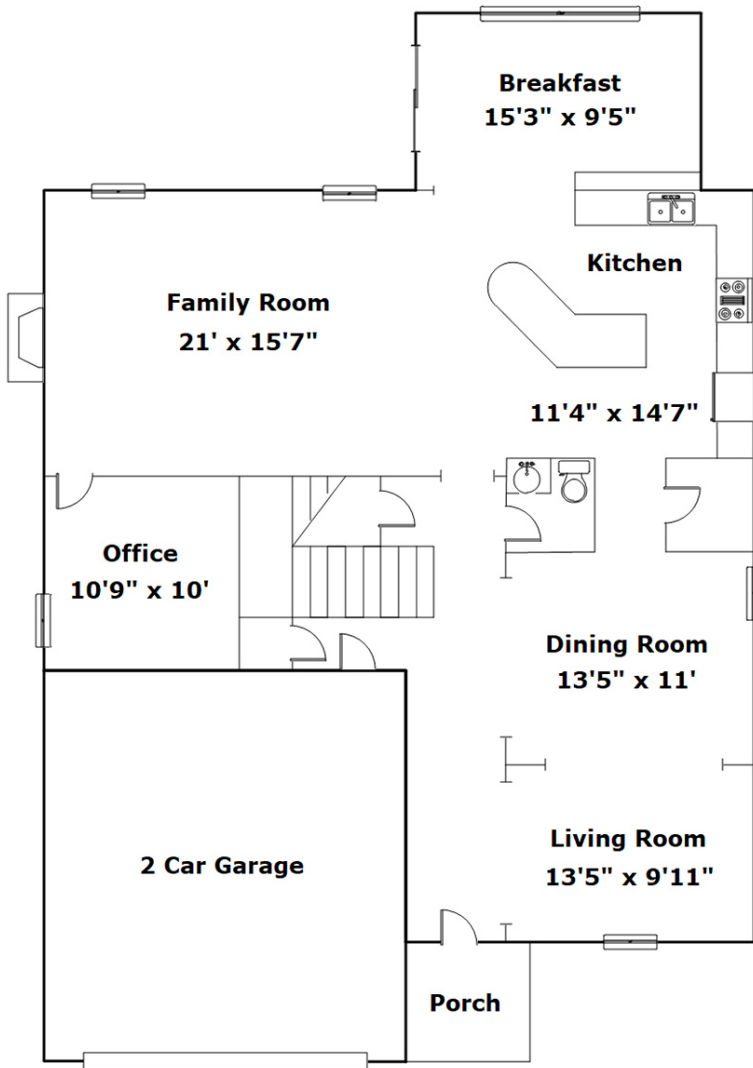 Breakfast
15'3" x 9'5"
Kitchen
Family Room
21' x 15'7"
11'4" x 14'7"
Office
10'9" x 10'
Dining Room
13'5" x 11'
Living Room
13'5" x 9'11"
2 Car Garage
Porch